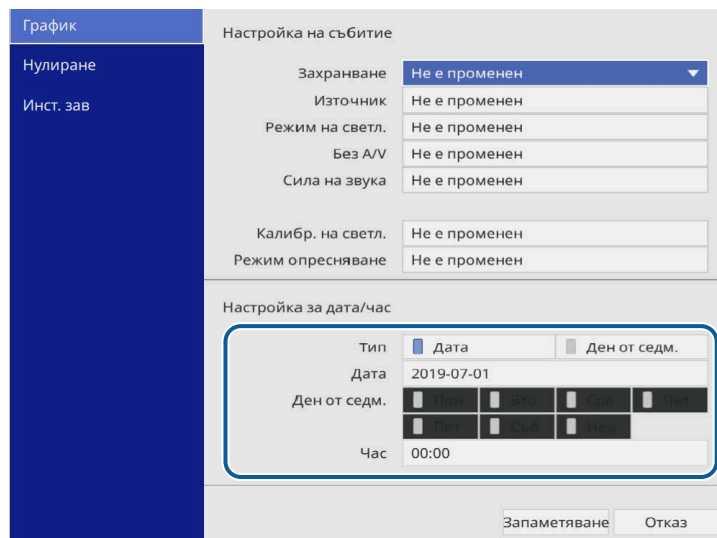 График
Нулиране
Инст. зав
Настройка на събитие
Захранване Не е променен
Източник Не е променен
Режим на светл. Не е променен
Без A/V Не е променен
Сила на звука Не е променен
Калибр. на светл. Не е променен
Режим опресняване Не е променен
Настройка за дата/час
Тип Дата Ден от седм.
Дата 2019-07-01
Ден от седм. Пон Вто Сря Чет
Пет Съб Нед
Час 00:00
Запаметяване Отказ